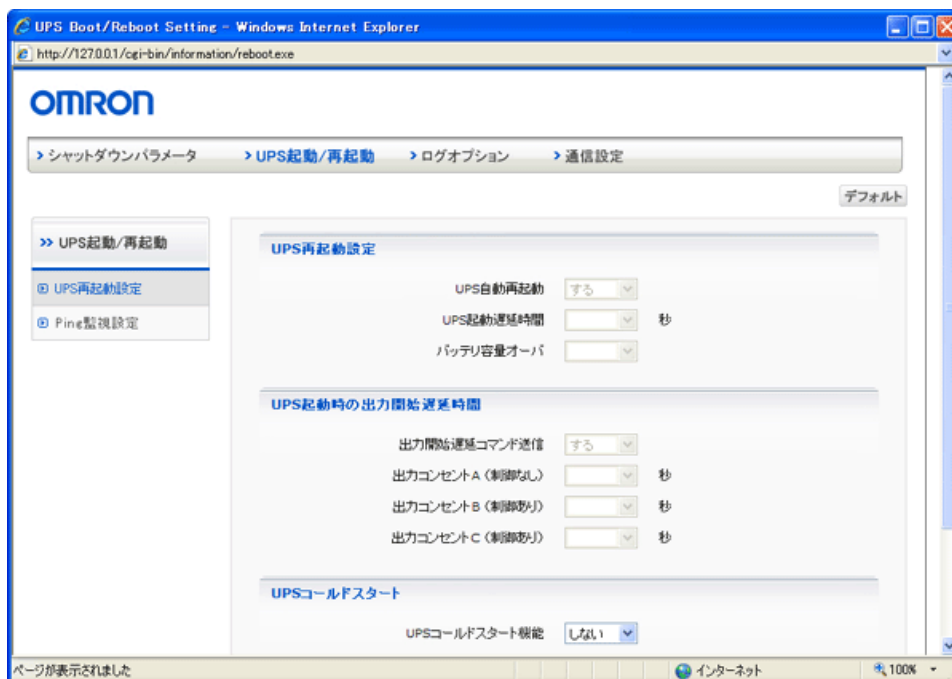 UPS Boot/Reboot Setting - Windows Internet Explorer
http://127.0.0.1/cgi-bin/information/reboot.exe
OMRON
シャットダウンパラメータ UPS起動/再起動 ログオプション 通信設定
デフォルト
UPS起動/再起動
UPS再起動設定
Ping監視設定
UPS再起動設定
UPS自動再起動 する
UPS起動遅延時間 秒
バッテリ容量オーバ
UPS起動時の出力開始遅延時間
出力開始遅延コマンド送信 する
出力コンセントA（制御なし） 秒
出力コンセントB（制御あり） 秒
出力コンセントC（制御あり） 秒
UPSコールドスタート
UPSコールドスタート機能 しない
ページが表示されました インターネット 100%